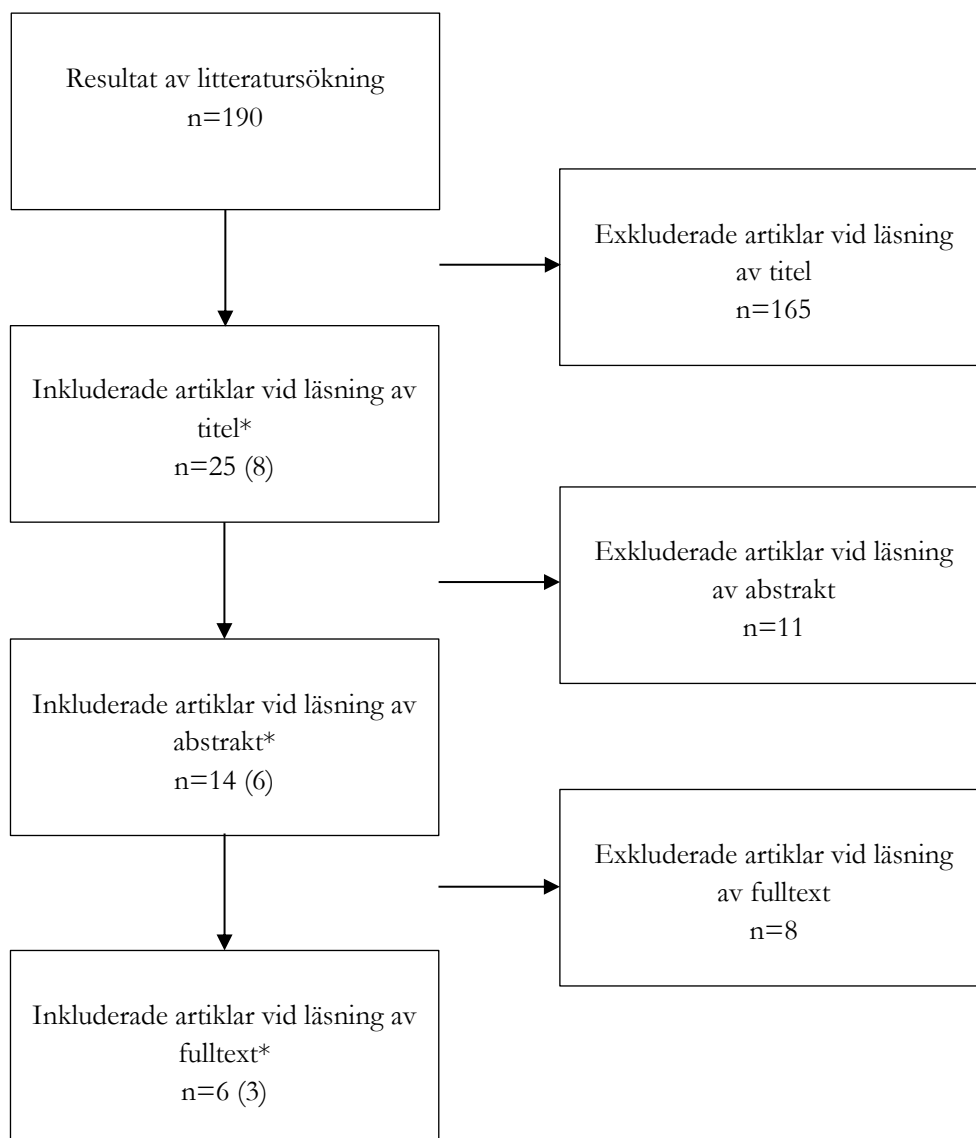 Resultat av litteratursökning
n=190
Exkluderade artiklar vid läsning
av titel
n=165
Inkluderade artiklar vid läsning av
titel*
n=25 (8)
Exkluderade artiklar vid läsning
av abstrakt
n=11
Inkluderade artiklar vid läsning av
abstrakt*
n=14 (6)
Exkluderade artiklar vid läsning
av fulltext
n=8
Inkluderade artiklar vid läsning av
fulltext*
n=6 (3)